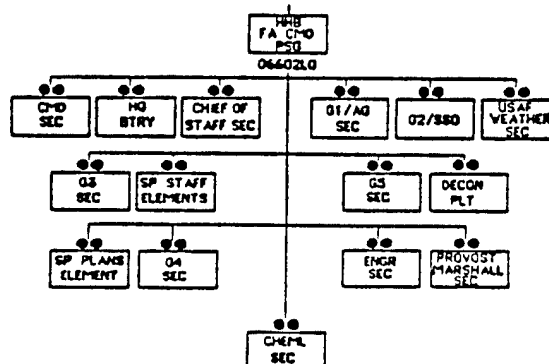 HHB
FA CMD
PSG
06602L0
CMD
SEC
HQ
BTRY
CHIEF OF
STAFF SEC
G1/AG
SEC
G2/SSO
USAF
WEATHER
SEC
G3
SEC
SP STAFF
ELEMENTS
G5
SEC
DECON
PLT
SP PLANS
ELEMENT
G4
SEC
ENGR
SEC
PROVOST
MARSHALL
SEC
CHEML
SEC